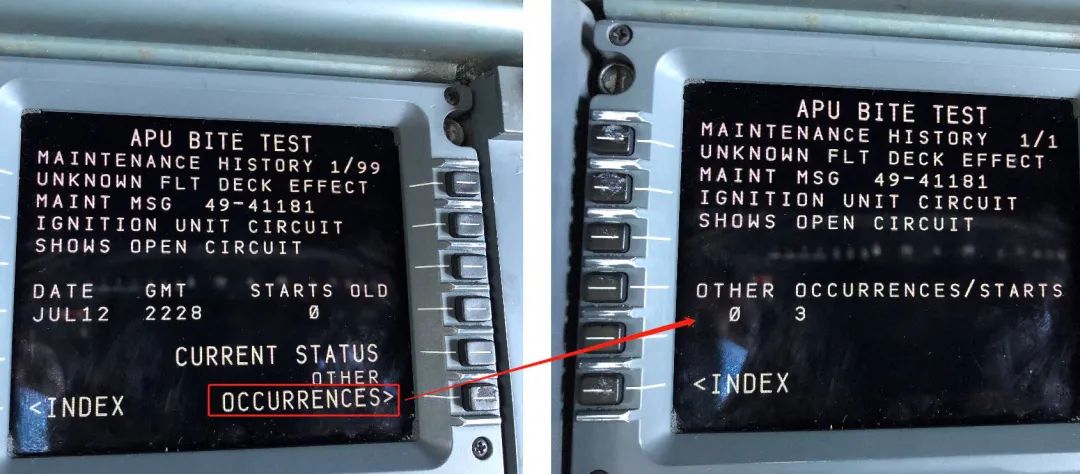 APU BITE TEST
MAINTENANCE HISTORY 1/99
UNKNOWN FLT DECK EFFECT
MAINT MSG 49-41181
IGNITION UNIT CIRCUIT
SHOWS OPEN CIRCUIT
DATE GMT STARTS OLD
JUL12 2228 0
CURRENT STATUS
OTHER
<INDEX OCCURRENCES>
APU BITE TEST
MAINTENANCE HISTORY 1/1
UNKNOWN FLT DECK EFFECT
MAINT MSG 49-41181
IGNITION UNIT CIRCUIT
SHOWS OPEN CIRCUIT
OTHER OCCURRENCES/STARTS
0 3
<INDEX